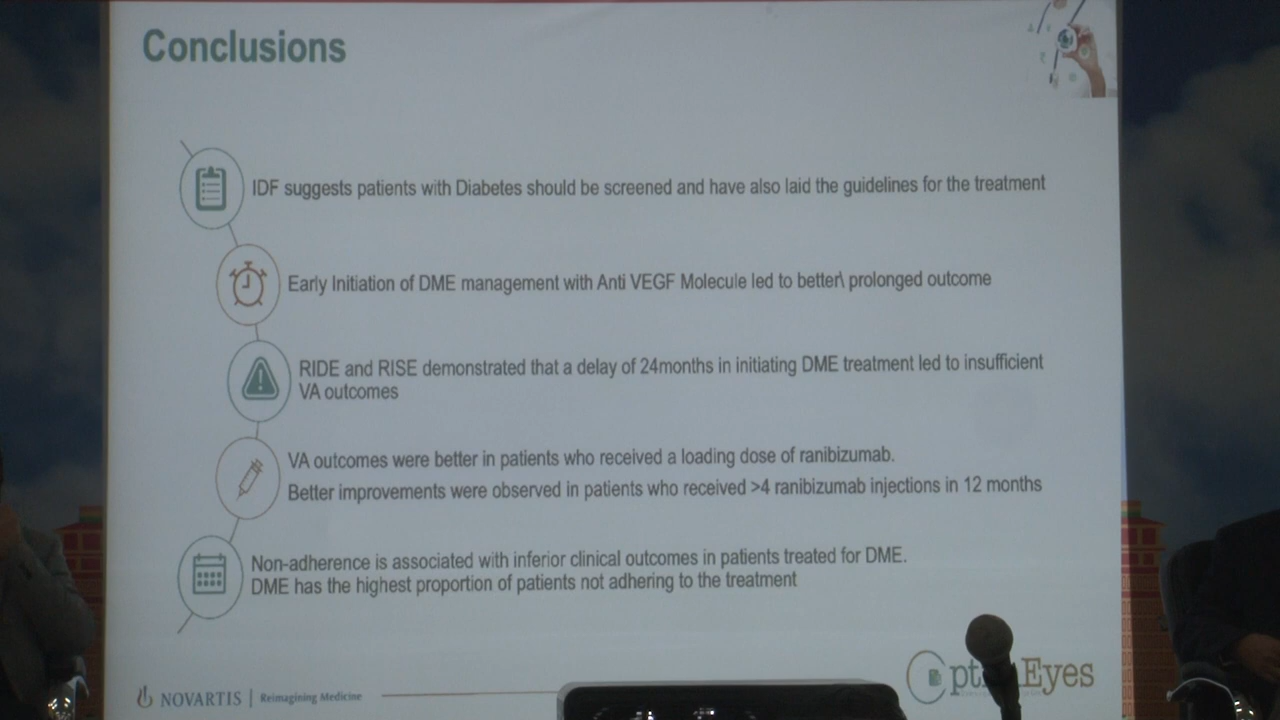 Conclusions
IDF suggests patients with Diabetes should be screened and have also laid the guidelines for the treatment
Early Initiation of DME management with Anti VEGF Molecule led to better\ prolonged outcome
RIDE and RISE demonstrated that a delay of 24months in initiating DME treatment led to insufficient
VA outcomes
VA outcomes were better in patients who received a loading dose of ranibizumab.
Better improvements were observed in patients who received >4 ranibizumab injections in 12 months
Non-adherence is associated with inferior clinical outcomes in patients treated for DME.
DME has the highest proportion of patients not adhering to the treatment
NOVARTIS | Reimagining Medicine
Eyes